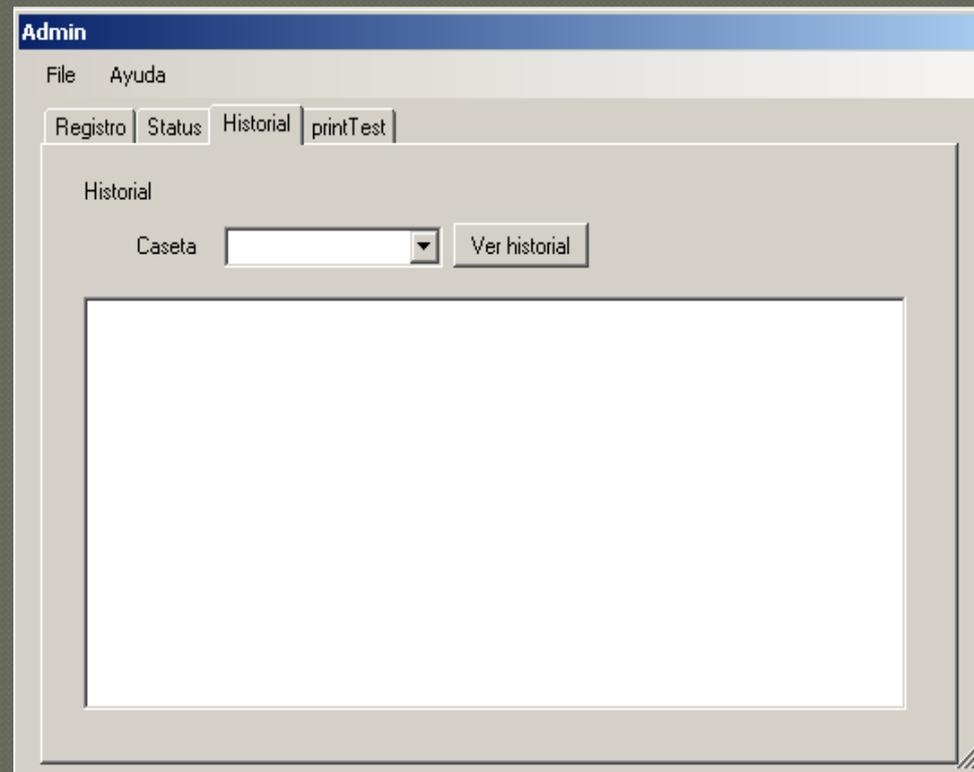 Admin
File Ayuda
Registro Status Historial printTest
Historial
Caseta Ver historial